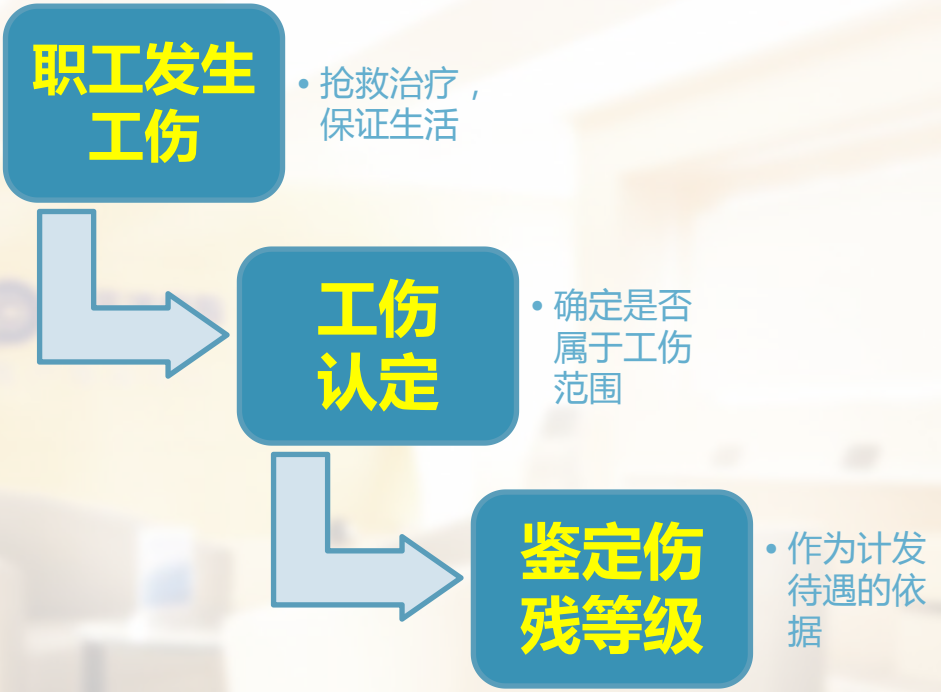 职工发生
工伤
• 抢救治疗，
保证生活
工伤
认定
• 确定是否
属于工伤
范围
鉴定伤
残等级
• 作为计发
待遇的依
据